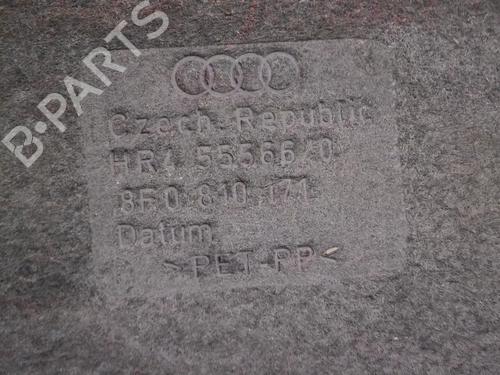 B-PARTS
Czech Republic
HR4 55566/0
8F0 810 171
Datum
>PET-PP<